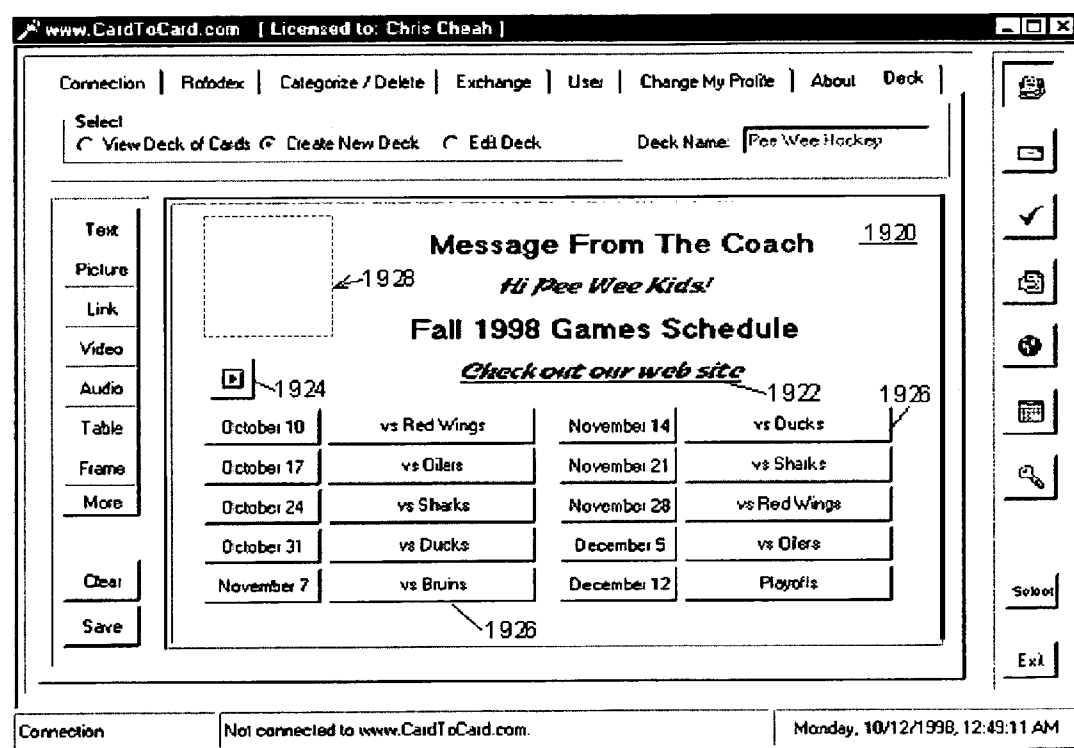 www.CardToCard.com [ Licensed to: Chris Cheah ]
Connection | Rolodex | Categorize / Delete | Exchange | User | Change My Profile | About Deck
Select
View Deck of Cards Create New Deck Edit Deck Deck Name: Pee Wee Hockey
Text
Picture
Link
Video
Audio
Table
Frame
More
Clear
Save
1920
Message From The Coach
1928
Hi Pee Wee Kids!
Fall 1998 Games Schedule
Check out our web site
1924
1922
1926
October 10 vs Red Wings November 14 vs Ducks
October 17 vs Oilers November 21 vs Sharks
October 24 vs Sharks November 28 vs Red Wings
October 31 vs Ducks December 5 vs Oilers
November 7 vs Bruins December 12 Playoffs
1926
Select
Exit
Connection Not connected to www.CardToCard.com. Monday, 10/12/1998, 12:49:11 AM